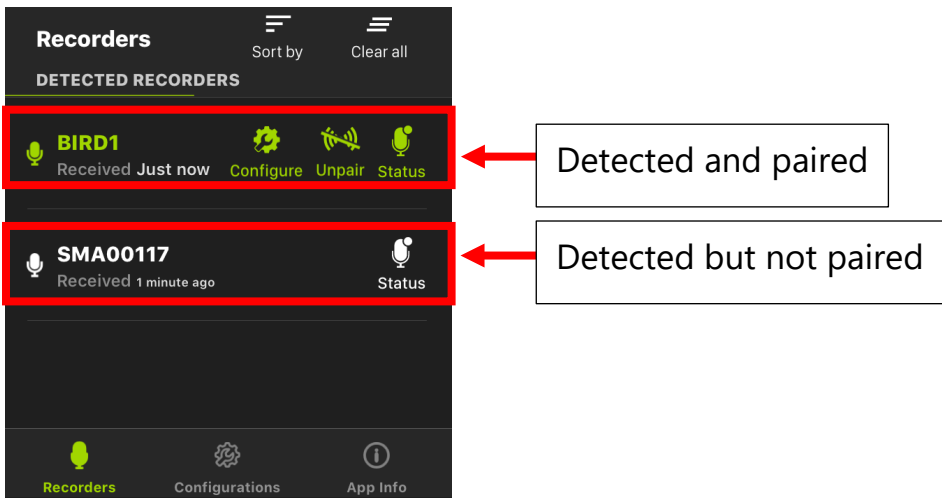 Recorders
Sort by
Clear all
DETECTED RECORDERS
BIRD1
Received Just now
Configure
Unpair
Status
Detected and paired
SMA00117
Received 1 minute ago
Status
Detected but not paired
Recorders
Configurations
App Info